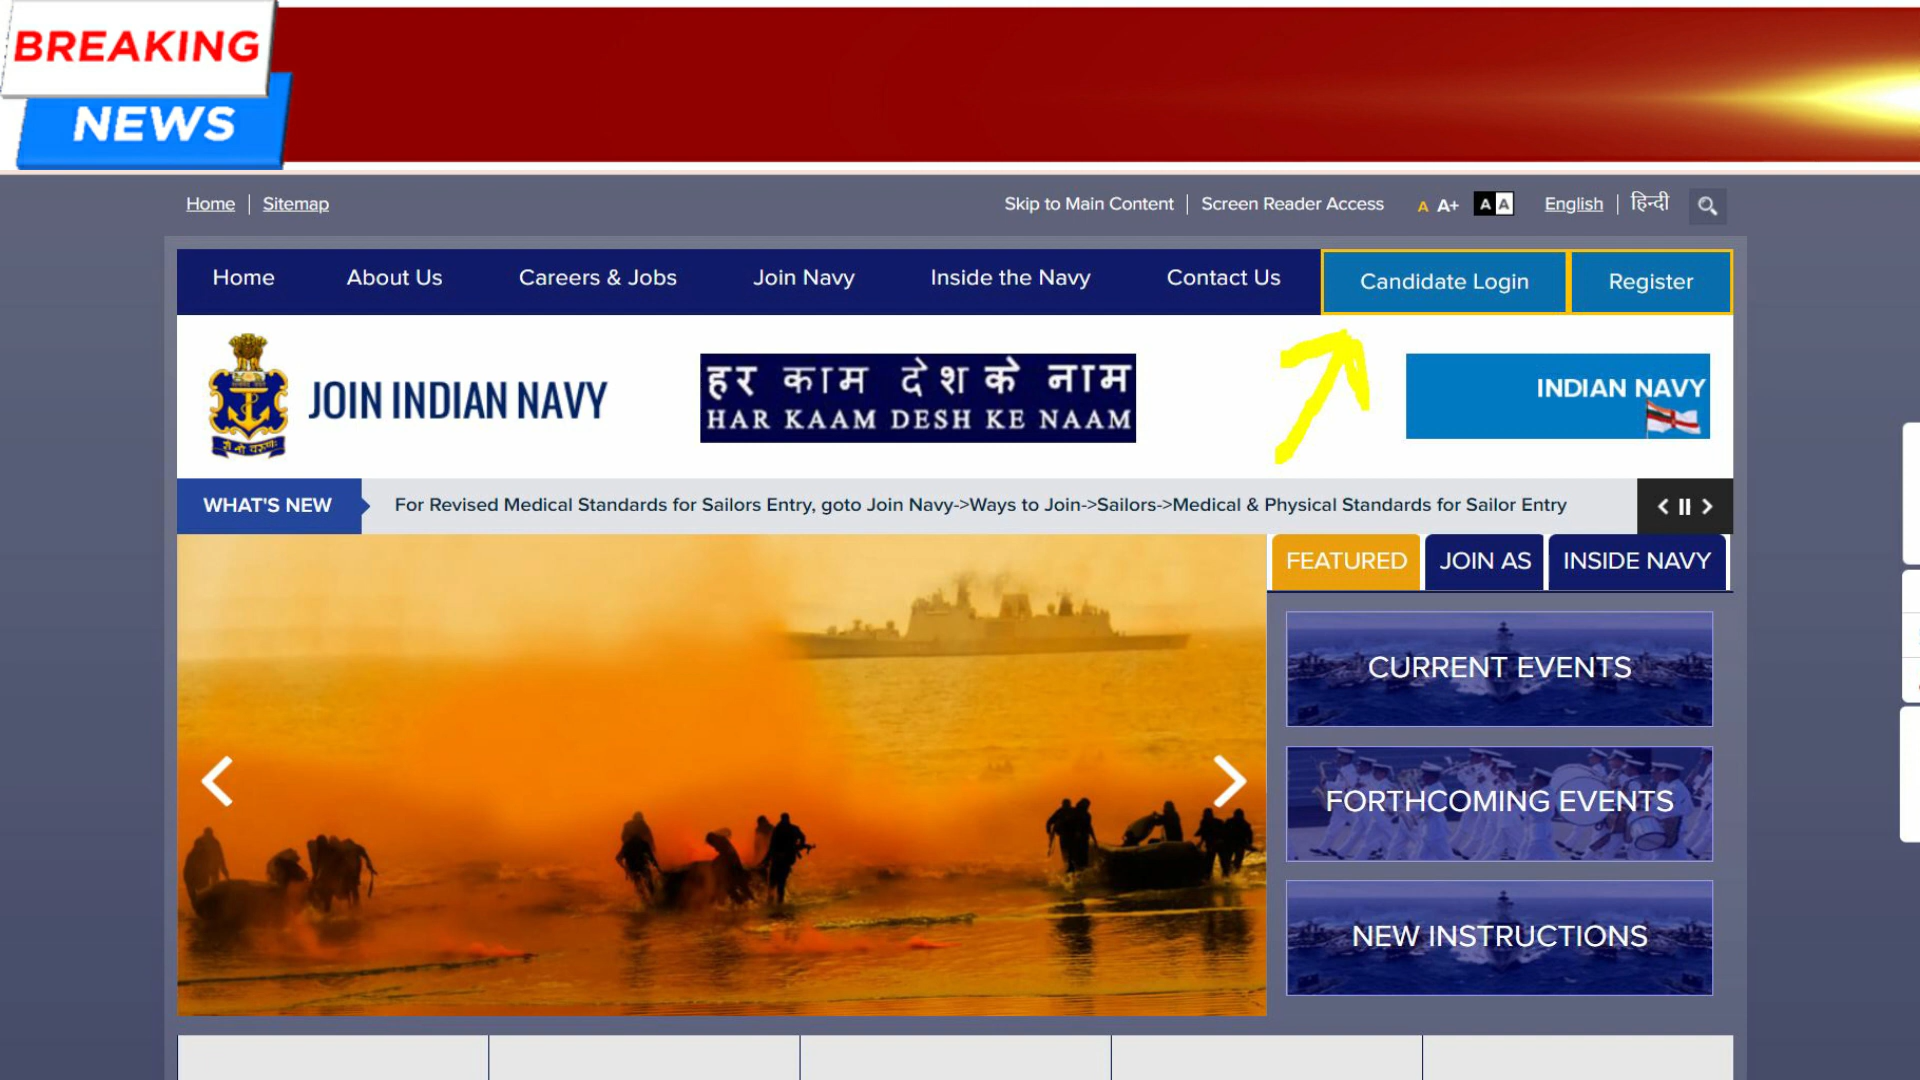 BREAKING
NEWS
Home | Sitemap
Skip to Main Content | Screen Reader Access A A+ A A English | हिन्दी
Home About Us Careers & Jobs Join Navy Inside the Navy Contact Us Candidate Login Register
JOIN INDIAN NAVY
हर काम देश के नाम
HAR KAAM DESH KE NAAM
INDIAN NAVY
WHAT'S NEW For Revised Medical Standards for Sailors Entry, goto Join Navy->Ways to Join->Sailors->Medical & Physical Standards for Sailor Entry
FEATURED JOIN AS INSIDE NAVY
CURRENT EVENTS
FORTHCOMING EVENTS
NEW INSTRUCTIONS